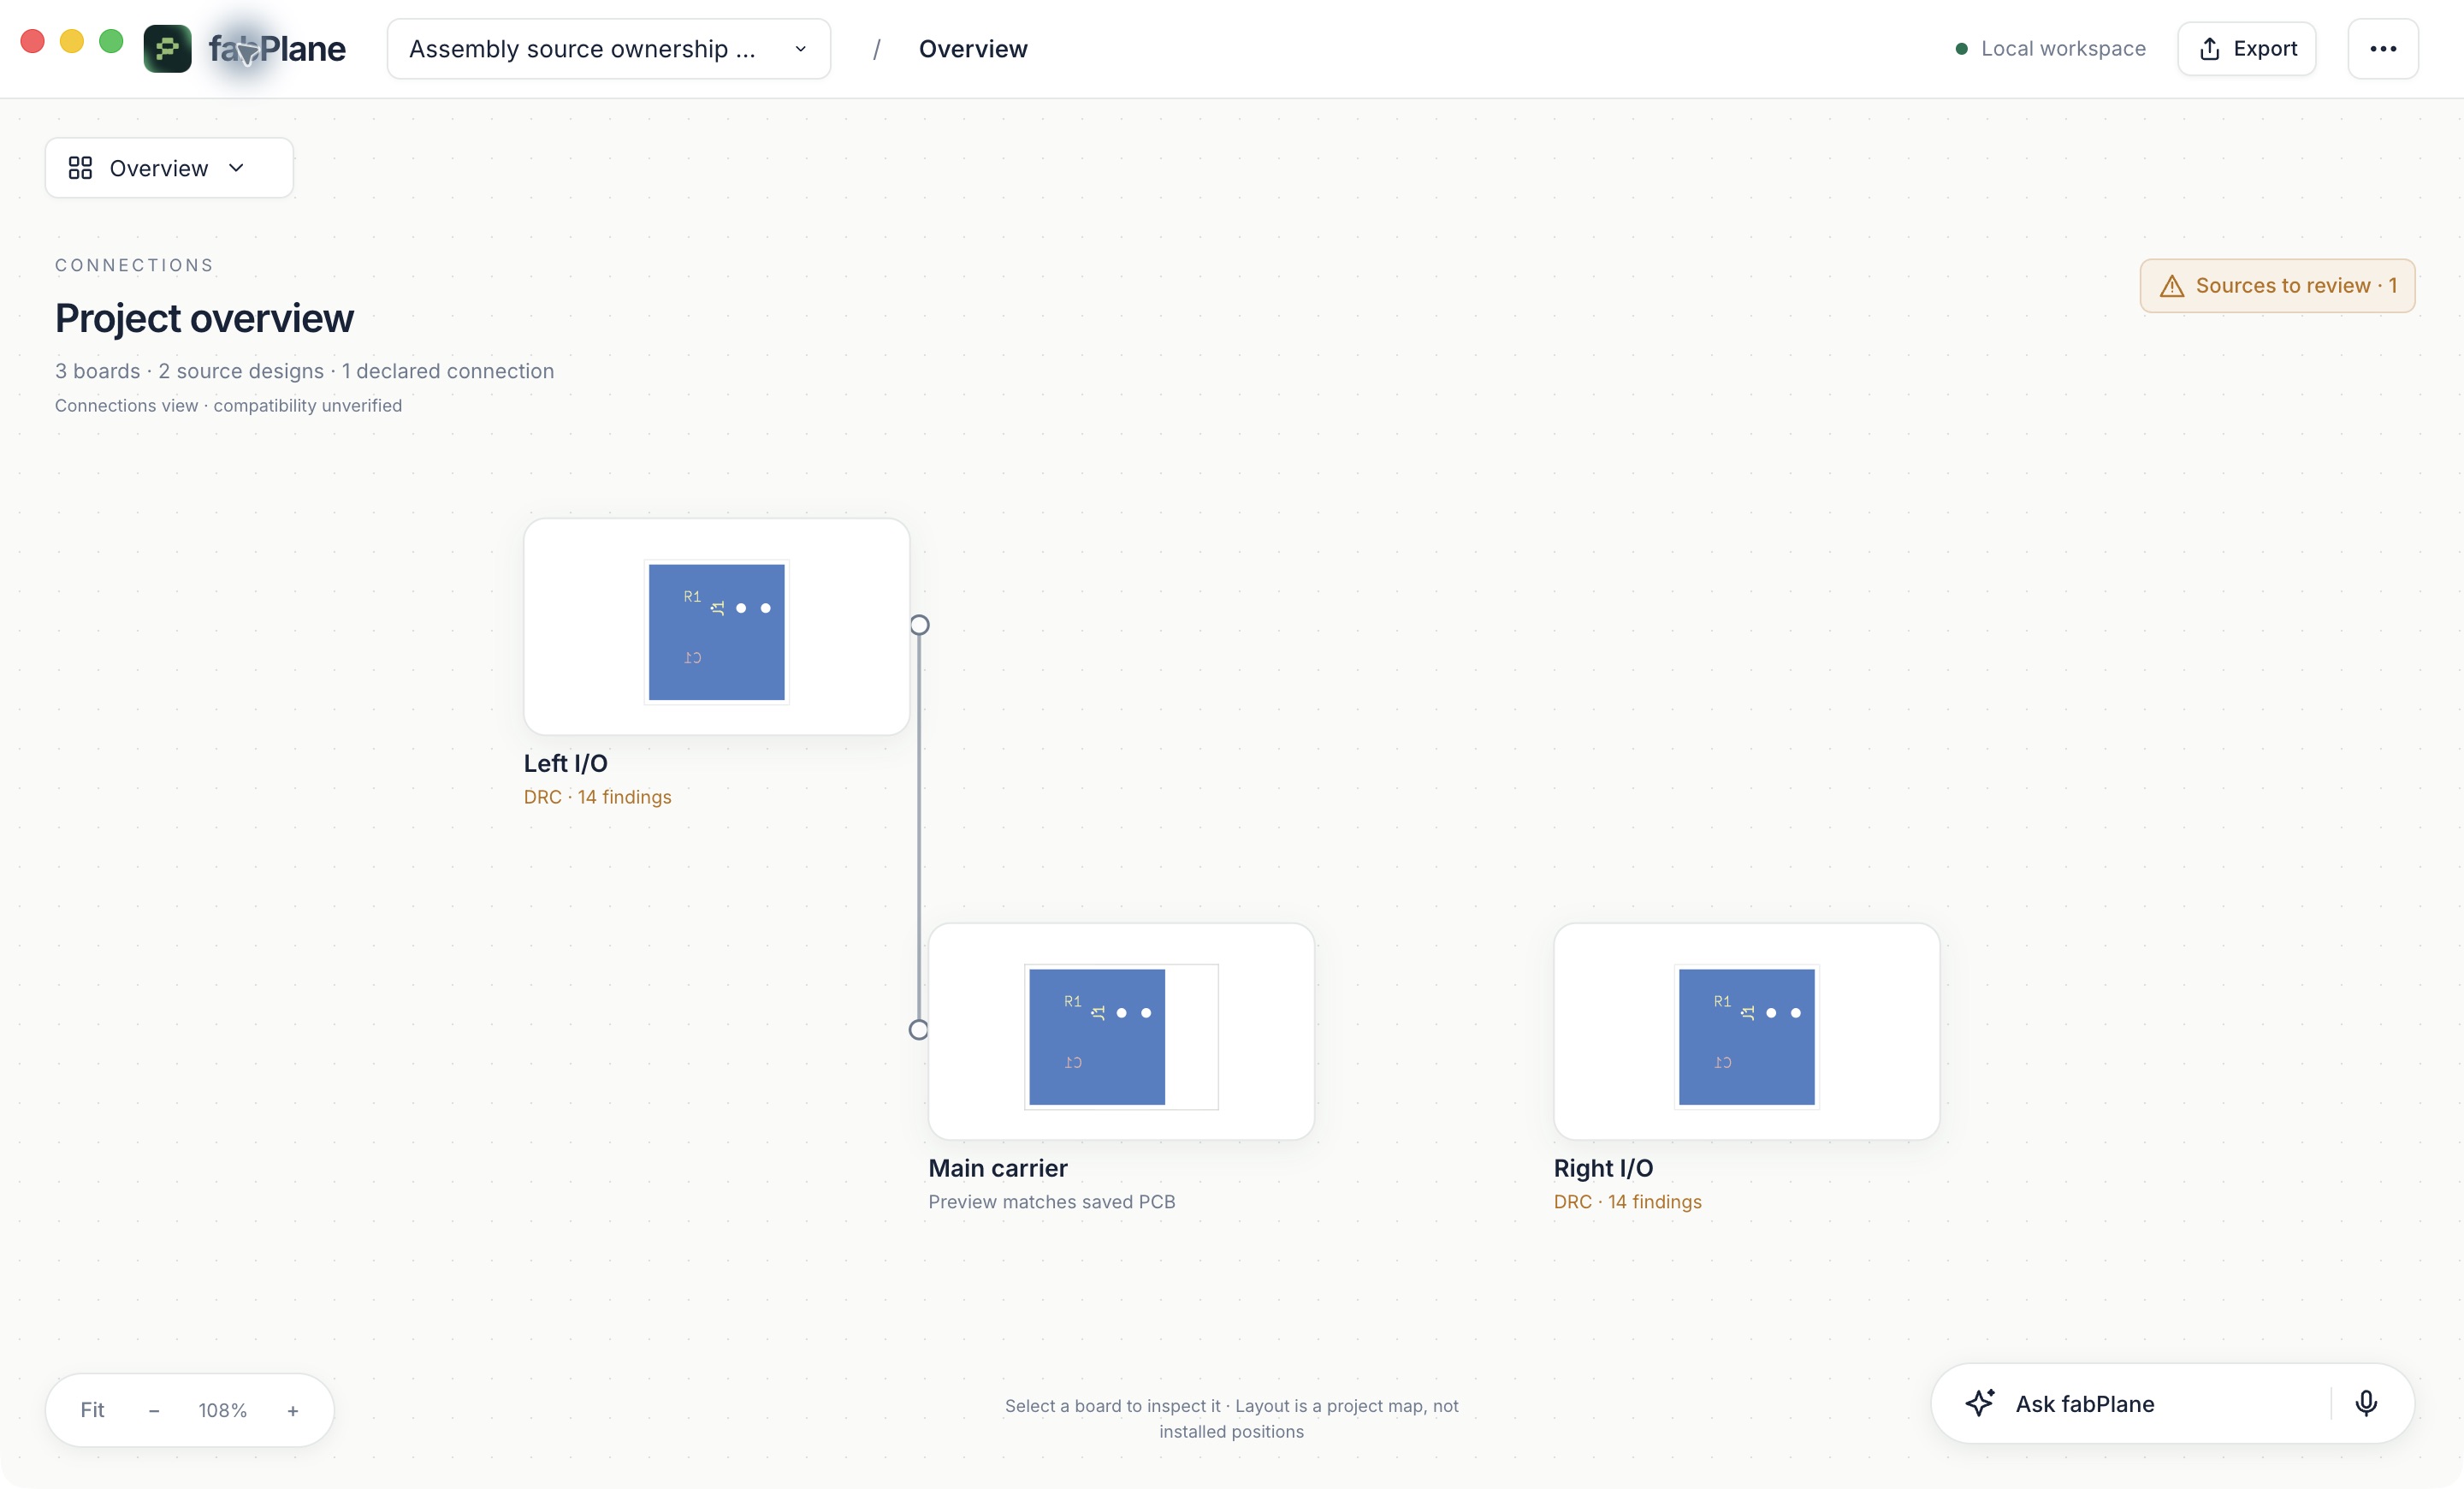 fabPlane
Assembly source ownership ...
/
Overview
Local workspace
Export
Overview
CONNECTIONS
Project overview
3 boards · 2 source designs · 1 declared connection
Connections view · compatibility unverified
Sources to review · 1
R1
J1
C1
Left I/O
DRC · 14 findings
R1
J1
C1
Main carrier
Preview matches saved PCB
R1
J1
C1
Right I/O
DRC · 14 findings
Fit − 108% +
Select a board to inspect it · Layout is a project map, not
installed positions
Ask fabPlane